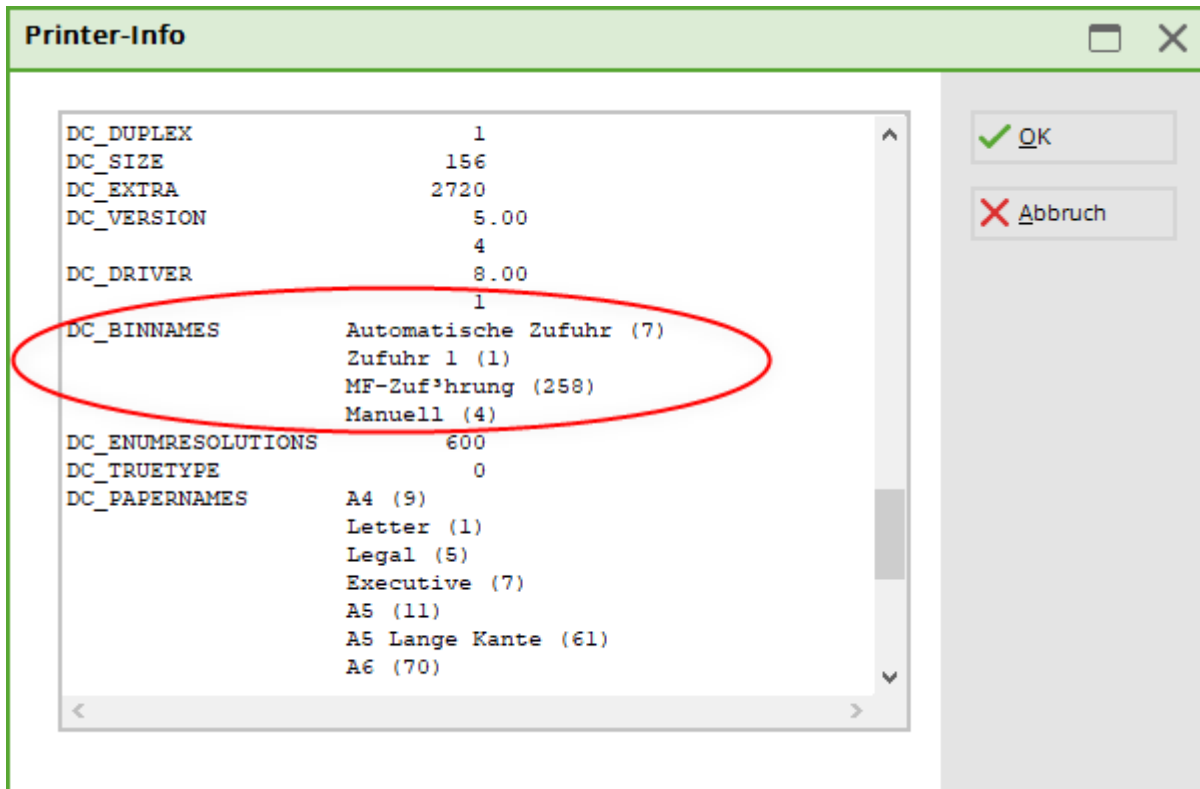 Printer-Info
DC_DUPLEX 1
DC_SIZE 156
DC_EXTRA 2720
DC_VERSION 5.00
4
DC_DRIVER 8.00
1
DC_BINNAMES Automatische Zufuhr (7)
Zufuhr 1 (1)
MF-Zuf³hrung (258)
Manuell (4)
DC_ENUMRESOLUTIONS 600
DC_TRUETYPE 0
DC_PAPERNAMES A4 (9)
Letter (1)
Legal (5)
Executive (7)
A5 (11)
A5 Lange Kante (61)
A6 (70)
OK
Abbruch